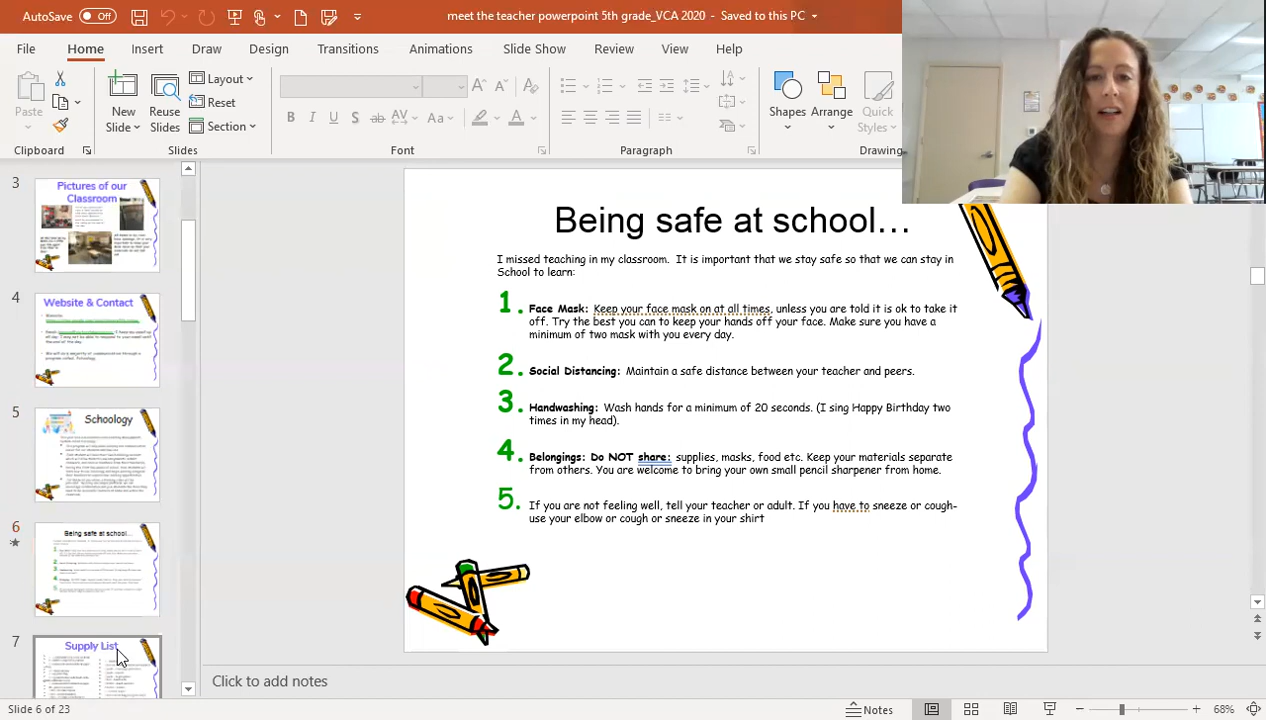 AutoSave Off meet the teacher powerpoint 5th grade_VCA 2020 - Saved to this PC
File Home Insert Draw Design Transitions Animations Slide Show Review View Help
Paste New Slide Reuse Slides Layout Reset Section
B I U S Aa A Shapes Arrange Quick Styles
Clipboard Slides Font Paragraph Drawing
3
Pictures of our
Classroom
4
Website & Contact
5
Schoology
6
Being safe at school...
7
Supply List
Being safe at school...
I missed teaching in my classroom. It is important that we stay safe so that we can stay in
School to learn:
1. Face Mask: Keep your face mask on at all times, unless you are told it is ok to take it
off. Try the best you can to keep your hands off your face. Make sure you have a
minimum of two mask with you every day.
2. Social Distancing: Maintain a safe distance between your teacher and peers.
3. Handwashing: Wash hands for a minimum of 20 seconds. (I sing Happy Birthday two
times in my head).
4. Belongings: Do NOT share: supplies, masks, food, etc. Keep your materials separate
from others. You are welcome to bring your own small pencil sharpener from home.
5. If you are not feeling well, tell your teacher or adult. If you have to sneeze or cough-
use your elbow or cough or sneeze in your shirt
Click to add notes
Slide 6 of 23 Notes 68%